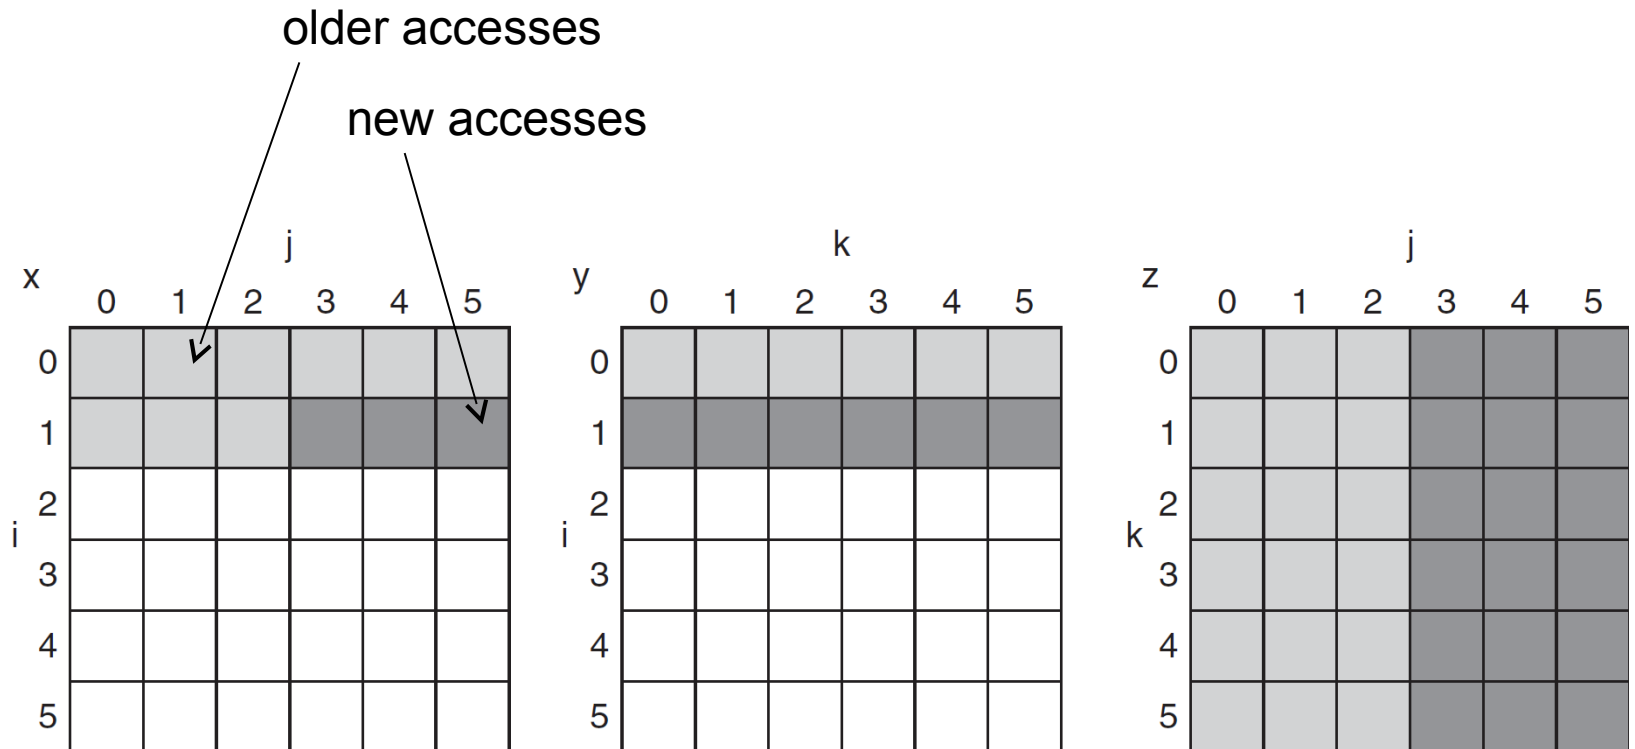 older accesses
new accesses
j
k
j
x
y
z
0 1 2 3 4 5
0 1 2 3 4 5
0 1 2 3 4 5
0 0 0
1 1 1
2 2 2
i i k
3 3 3
4 4 4
5 5 5